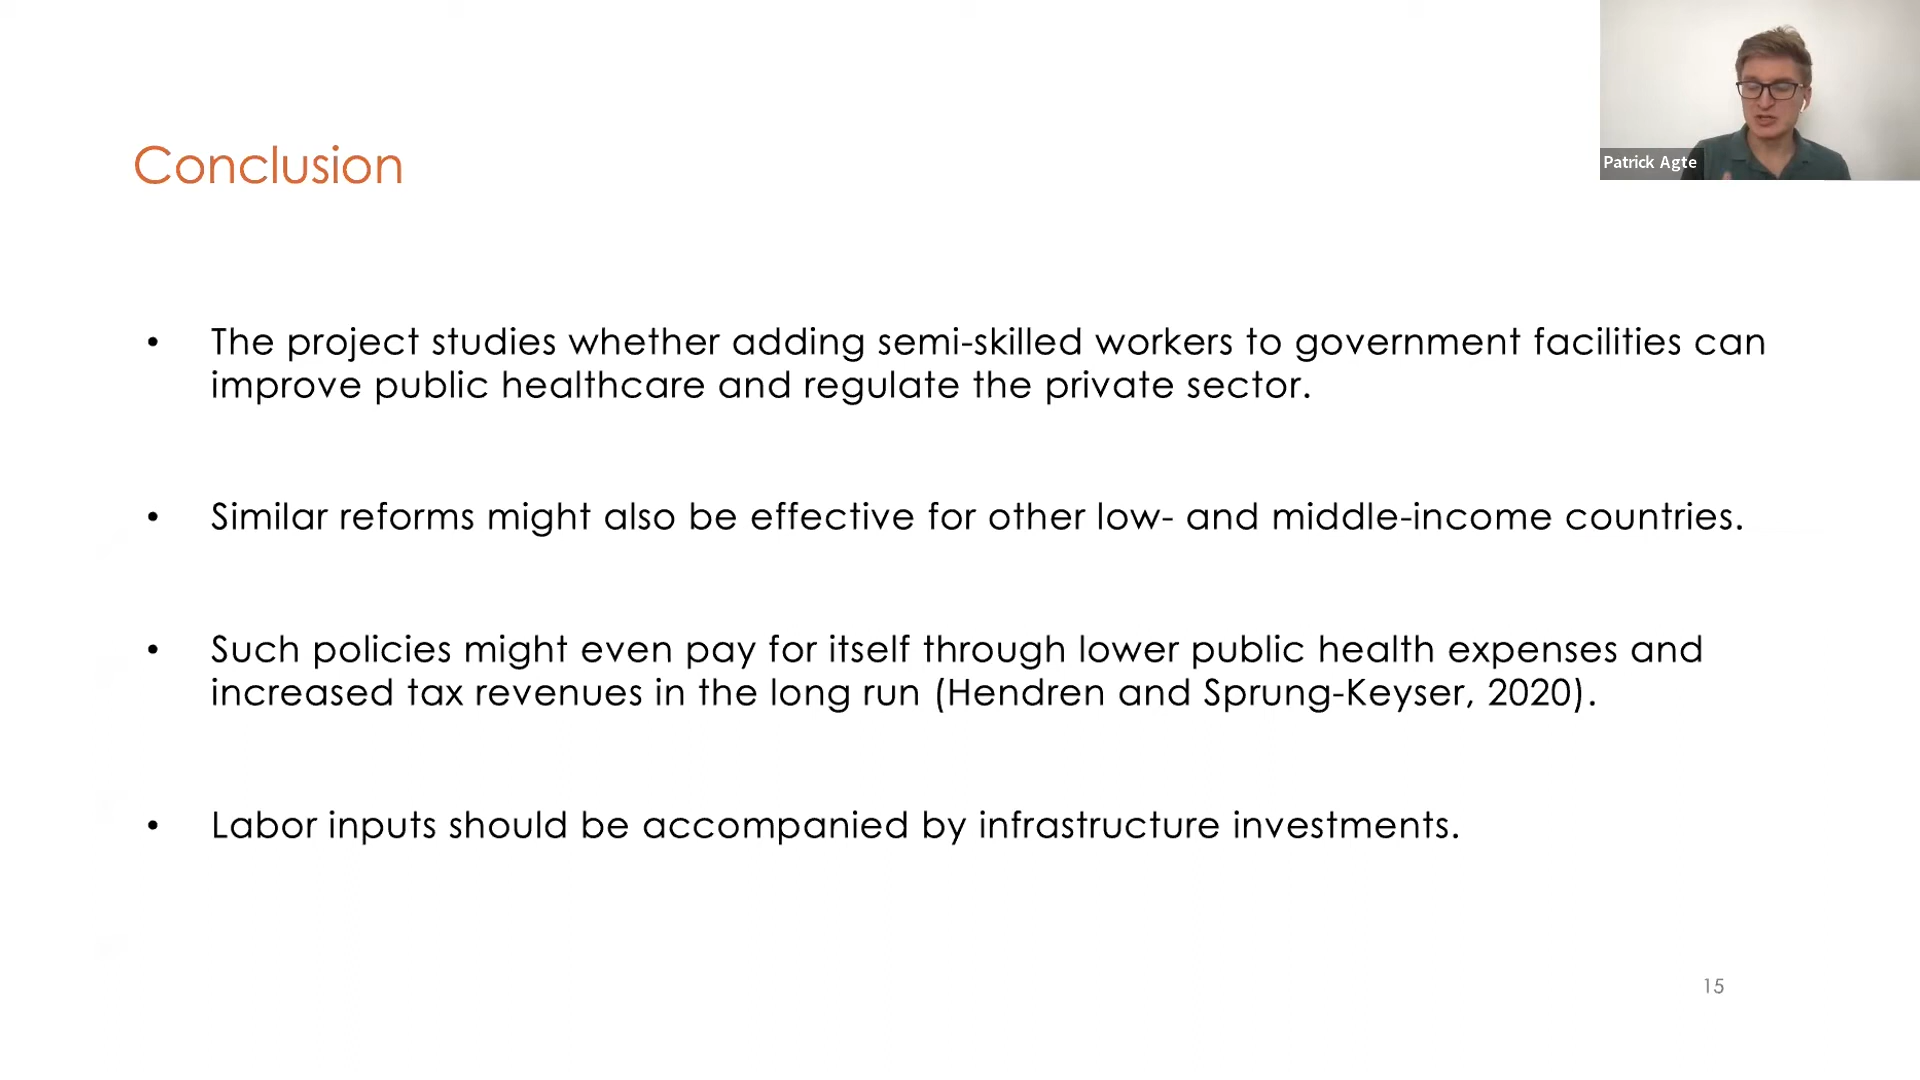 Patrick Agte
Conclusion
• The project studies whether adding semi-skilled workers to government facilities can
improve public healthcare and regulate the private sector.
• Similar reforms might also be effective for other low- and middle-income countries.
• Such policies might even pay for itself through lower public health expenses and
increased tax revenues in the long run (Hendren and Sprung-Keyser, 2020).
• Labor inputs should be accompanied by infrastructure investments.
15